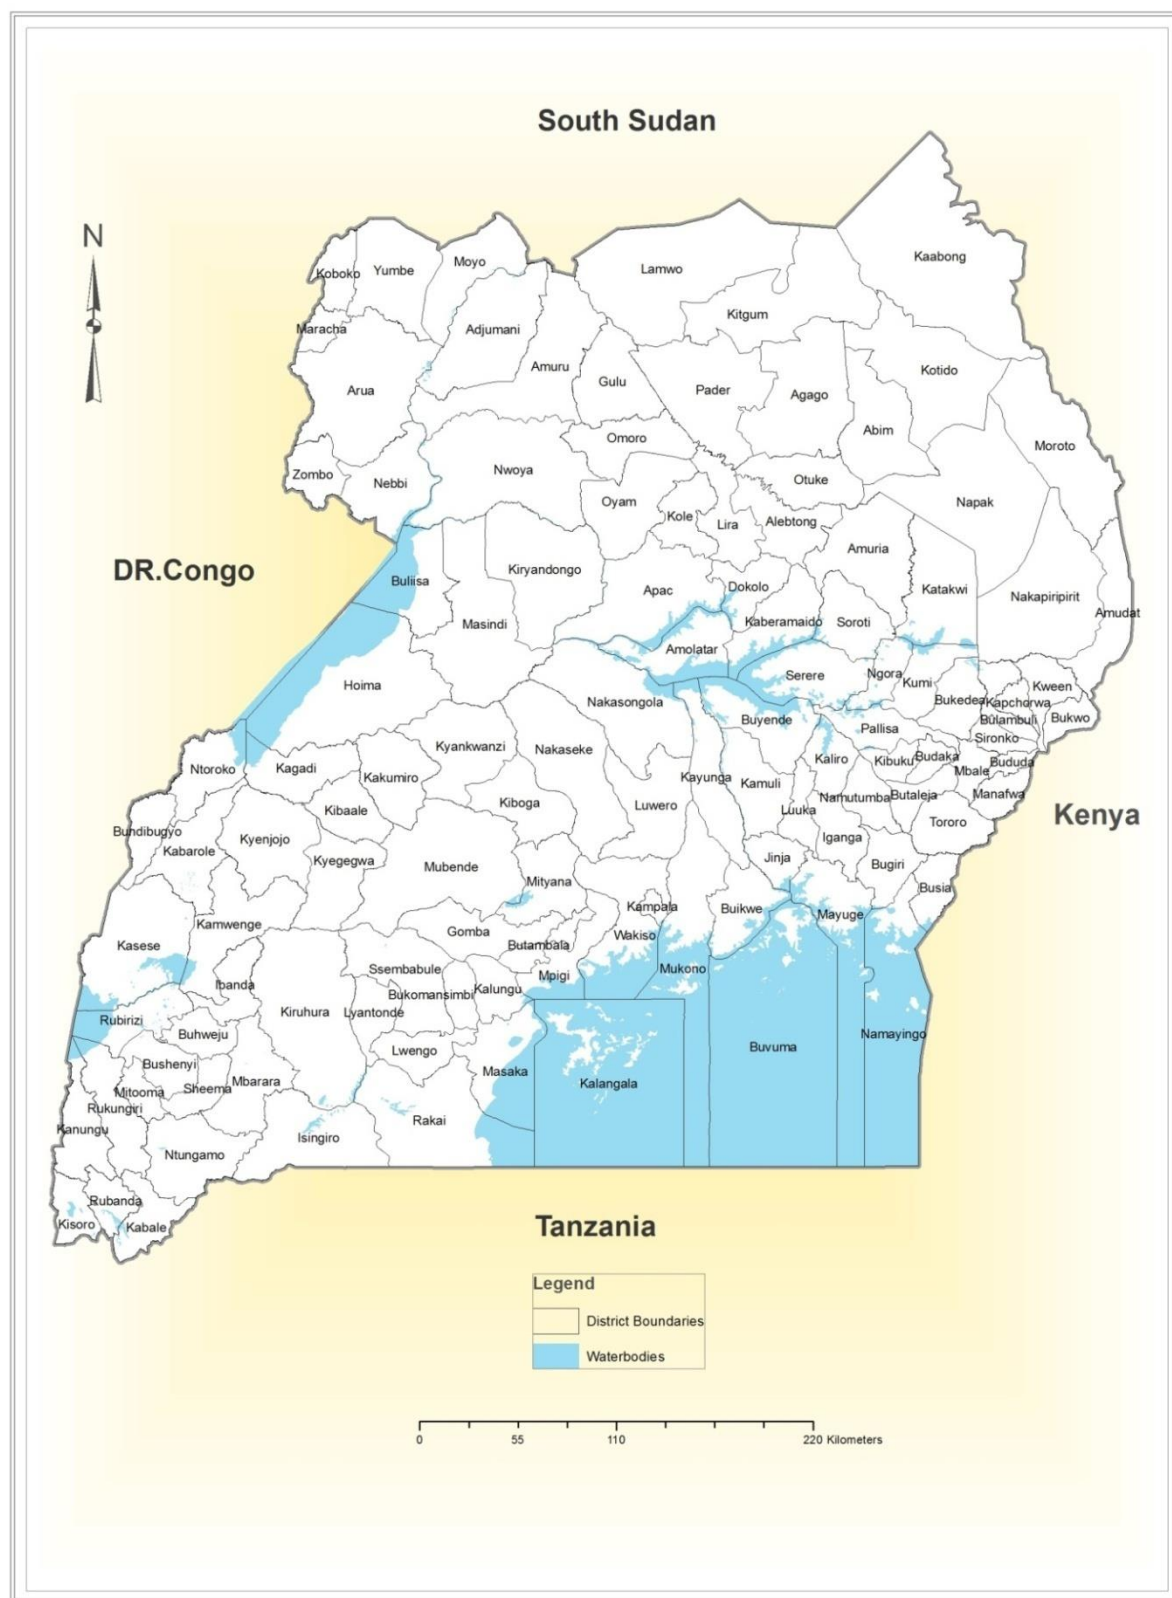 South Sudan
N
Kaabong
Moyo
Koboko
Yumbe
Lamwo
Kitgum
Maracha
Adjumani
Amuru
Gulu
Kotido
Arua
Pader
Agago
Abim
Omoro
Moroto
Zombo
Nebbi
Nwoya
Otuke
Oyam
Kole
Lira
Alebtong
Napak
Amuria
DR.Congo
Buliisa
Kiryandongo
Apac
Dokolo
Katakwi
Nakapiripirit
Amudat
Masindi
Kaberamaido
Soroti
Amolatar
Hoima
Serere
Ngora
Kumi
Kween
Nakasongola
Bukedea
Kapchorwa
Buyende
Bulambuli
Bukwo
Pallisa
Sironko
Kyankwanzi
Nakaseke
Ntoroko
Kagadi
Kakumiro
Kayunga
Kamuli
Kaliro
Kibuku
Budaka
Mbale
Bududa
Kiboga
Luwero
Luuka
Namutumba
Butaleja
Manafwa
Kibaale
Tororo
Kenya
Bundibugyo
Kabarole
Kyenjojo
Kyegegwa
Iganga
Jinja
Bugiri
Mubende
Mityana
Busia
Kampala
Buikwe
Mayuge
Kamwenge
Gomba
Wakiso
Kasese
Butambala
Ssembabule
Mpigi
Mukono
Ibanda
Bukomansimbi
Kalungu
Kiruhura
Lyantonde
Rubirizi
Buhweju
Lwengo
Buvuma
Namayingo
Bushenyi
Masaka
Kalangala
Mitooma
Sheema
Mbarara
Rukungiri
Rakai
Kanungu
Isingiro
Ntungamo
Rubanda
Kisoro
Kabale
Tanzania
Legend
District Boundaries
Waterbodies
0
55
110
220 Kilometers